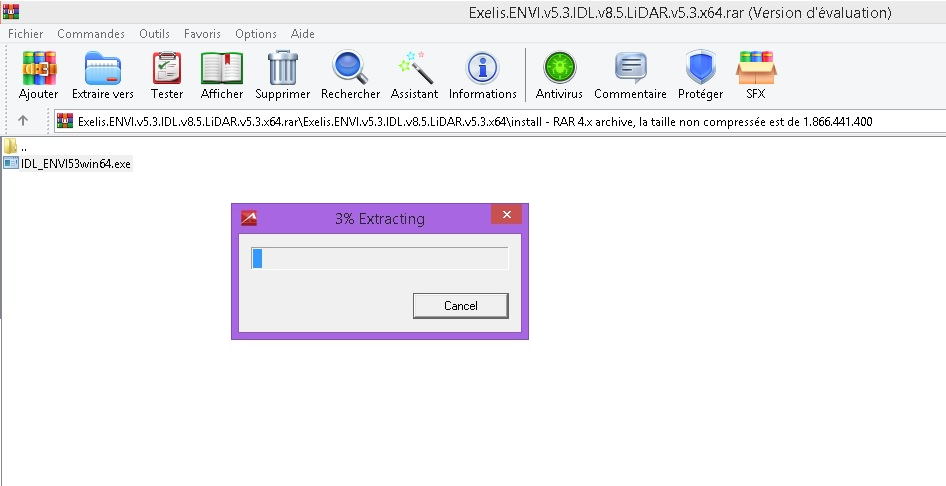 Exelis.ENVI.v5.3.IDL.v8.5.LiDAR.v5.3.x64.rar (Version d'évaluation)
Fichier Commandes Outils Favoris Options Aide
Ajouter Extraire vers Tester Afficher Supprimer Rechercher Assistant Informations Antivirus Commentaire Protéger SFX
Exelis.ENVI.v5.3.IDL.v8.5.LiDAR.v5.3.x64.rar\Exelis.ENVI.v5.3.IDL.v8.5.LiDAR.v5.3.x64\install - RAR 4.x archive, la taille non compressée est de 1.866.441.400
..
IDL_ENVI53win64.exe
3% Extracting
Cancel